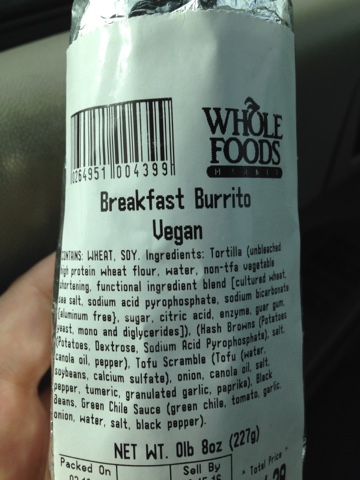 0264951 004399
WHOLE
FOODS
MARKET
Breakfast Burrito
Vegan
CONTAINS: WHEAT, SOY. Ingredients: Tortilla (unbleached
high protein wheat flour, water, non-tfa vegetable
shortening, functional ingredient blend [cultured wheat,
sea salt, sodium acid pyrophosphate, sodium bicarbonate
{aluminum free}, sugar, citric acid, enzyme, guar gum,
yeast, mono and diglycerides]). (Hash Browns (Potatoes
(Potatoes, Dextrose, Sodium Acid Pyrophosphate), salt,
canola oil, pepper), Tofu Scramble (Tofu (water,
soybeans, calcium sulfate), onion, canola oil, salt,
pepper, turmeric, granulated garlic, paprika), Black
Beans, Green Chile Sauce (green chile, tomato, garlic,
onion, water, salt, black pepper).
NET WT. 0lb 8oz (227g)
Packed On Sell By * Total Price *